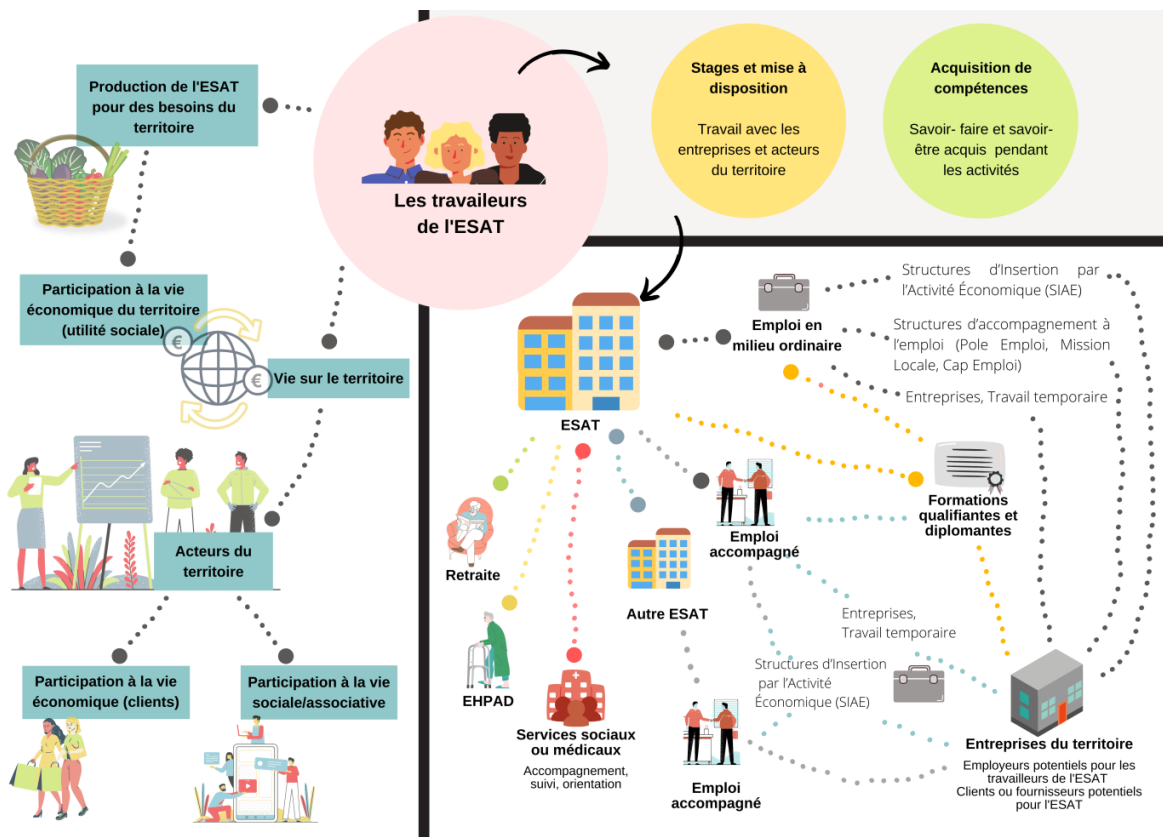 Production de l'ESAT
pour des besoins du
territoire
Participation à la vie
économique du territoire
(utilité sociale)
€
€
Vie sur le territoire
Acteurs du
territoire
Participation à la vie
économique (clients)
Participation à la vie
sociale/associative
Les travaileurs
de l'ESAT
Stages et mise à
disposition
Travail avec les
entreprises et acteurs
du territoire
Acquisition de
compétences
Savoir- faire et savoir-
être acquis pendant
les activités
ESAT
Emploi en
milieu ordinaire
Structures d'Insertion par
l'Activité Économique (SIAE)
Structures d'accompagnement à
l'emploi (Pole Emploi, Mission
Locale, Cap Emploi)
Entreprises, Travail temporaire
Formations
qualifiantes et
diplomantes
Emploi
accompagné
Retraite
Autre ESAT
EHPAD
Services sociaux
ou médicaux
Accompagnement,
suivi, orientation
Entreprises,
Travail temporaire
Structures d'Insertion
par l'Activité
Économique (SIAE)
Emploi
accompagné
Entreprises du territoire
Employeurs potentiels pour les
travailleurs de l'ESAT
Clients ou fournisseurs potentiels
pour l'ESAT